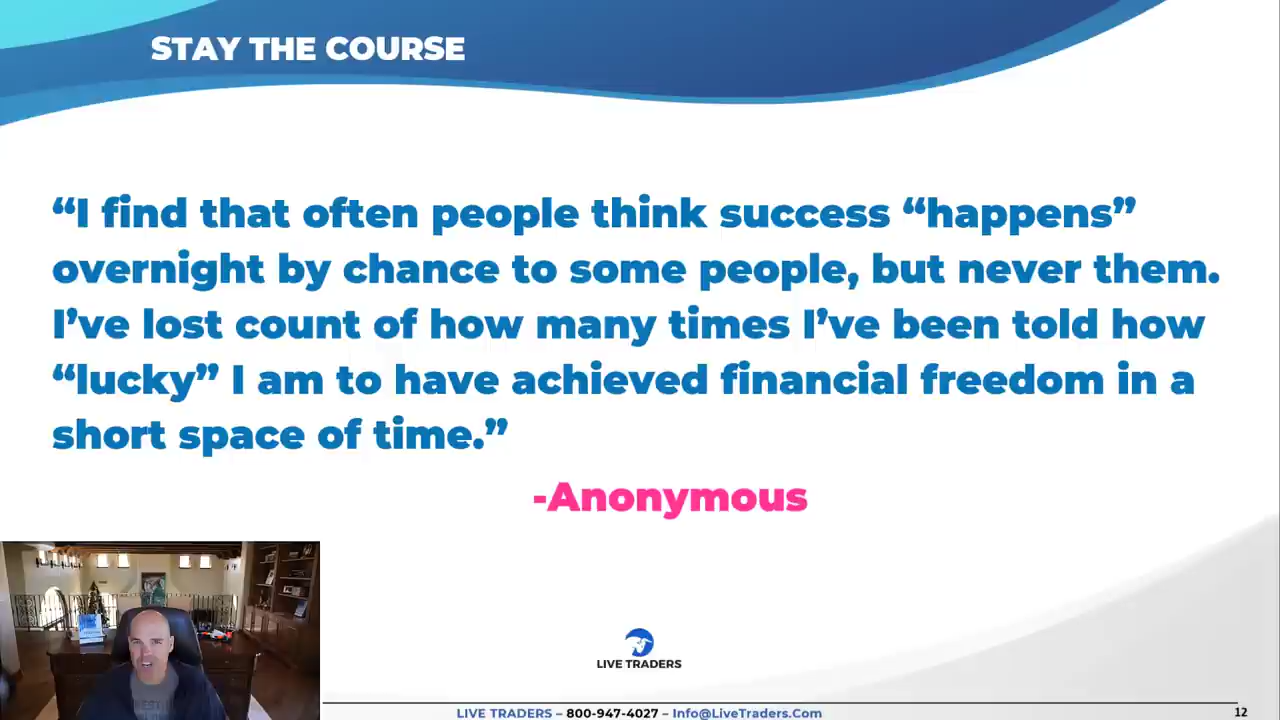 STAY THE COURSE
“I find that often people think success “happens”
overnight by chance to some people, but never them.
I’ve lost count of how many times I’ve been told how
“lucky” I am to have achieved financial freedom in a
short space of time.”
-Anonymous
LIVE TRADERS
LIVE TRADERS – 800-947-4027 – Info@LiveTraders.Com
12